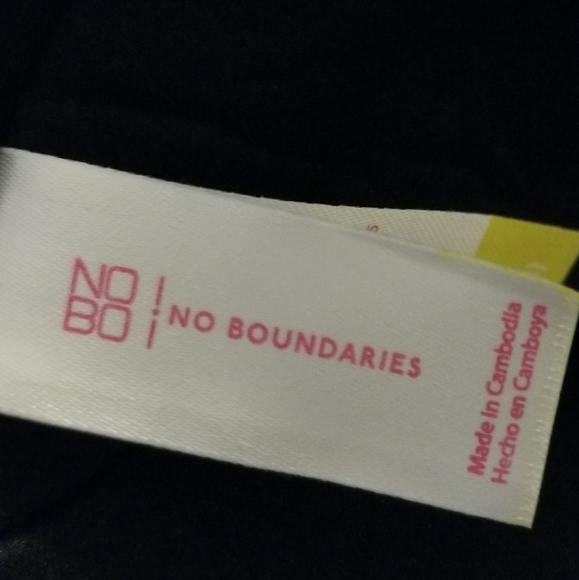 NO
BO
NO BOUNDARIES
Made in Cambodia
Hecho en Camboya